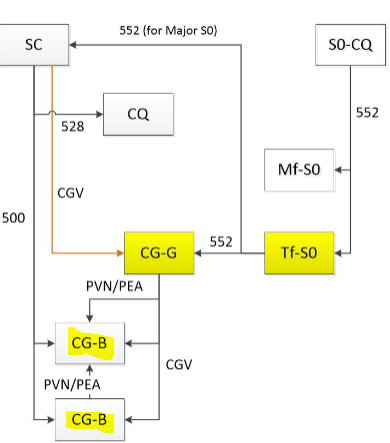 552 (for Major S0)
SC
S0-CQ
CQ
528
552
Mf-S0
CGV
500
552
CG-G
Tf-S0
PVN/PEA
CG-B
CGV
PVN/PEA
CG-B